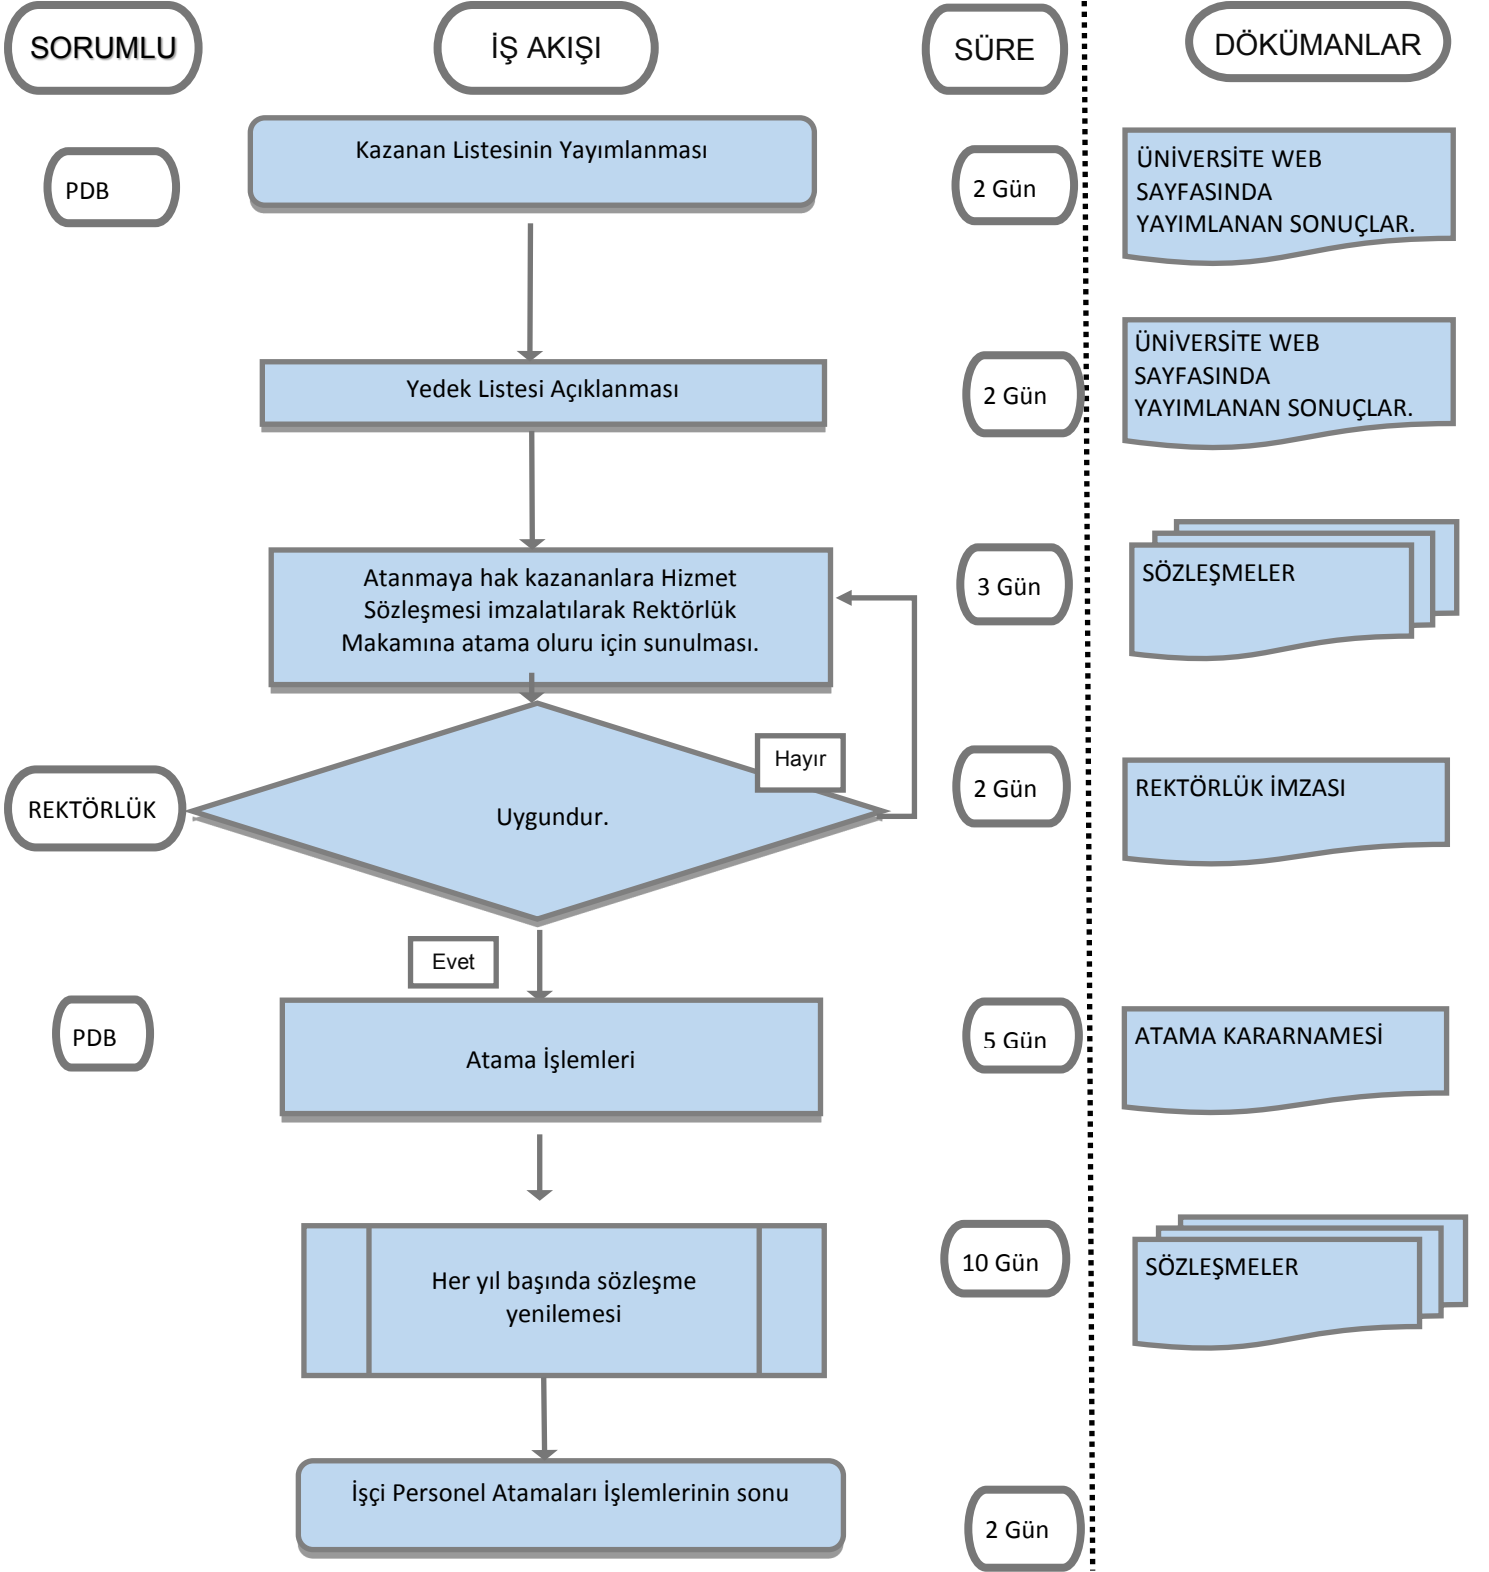 SORUMLU
İŞ AKIŞI
SÜRE
DÖKÜMANLAR
PDB
Kazanan Listesinin Yayımlanması
2 Gün
ÜNİVERSİTE WEB
SAYFASINDA
YAYIMLANAN SONUÇLAR.
Yedek Listesi Açıklanması
2 Gün
ÜNİVERSİTE WEB
SAYFASINDA
YAYIMLANAN SONUÇLAR.
Atanmaya hak kazananlara Hizmet
Sözleşmesi imzalatılarak Rektörlük
Makamına atama oluru için sunulması.
3 Gün
SÖZLEŞMELER
REKTÖRLÜK
Uygundur.
Hayır
2 Gün
REKTÖRLÜK İMZASI
Evet
PDB
Atama İşlemleri
5 Gün
ATAMA KARARNAMESİ
Her yıl başında sözleşme
yenilemesi
10 Gün
SÖZLEŞMELER
İşçi Personel Atamaları İşlemlerinin sonu
2 Gün